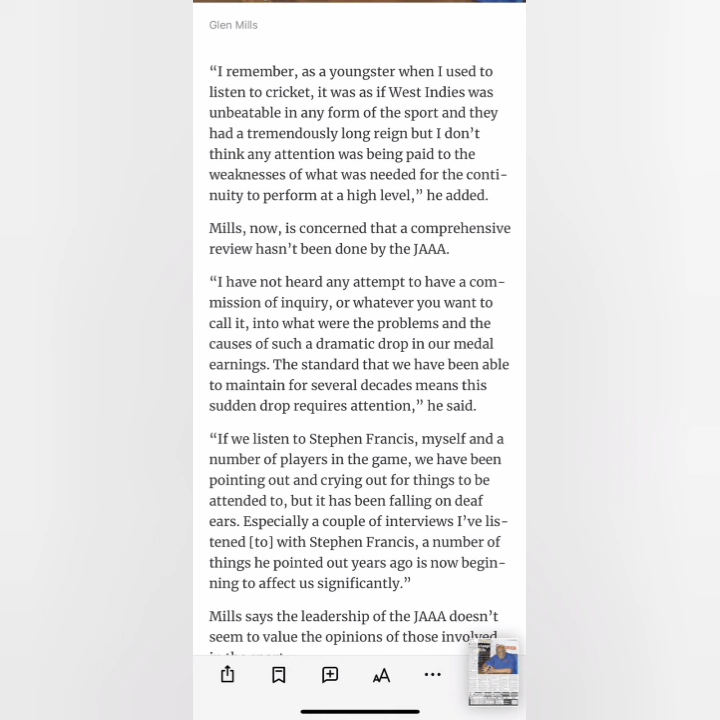 Glen Mills
“I remember, as a youngster when I used to
listen to cricket, it was as if West Indies was
unbeatable in any form of the sport and they
had a tremendously long reign but I don’t
think any attention was being paid to the
weaknesses of what was needed for the conti-
nuity to perform at a high level,” he added.
Mills, now, is concerned that a comprehensive
review hasn’t been done by the JAAA.
“I have not heard any attempt to have a com-
mission of inquiry, or whatever you want to
call it, into what were the problems and the
causes of such a dramatic drop in our medal
earnings. The standard that we have been able
to maintain for several decades means this
sudden drop requires attention,” he said.
“If we listen to Stephen Francis, myself and a
number of players in the game, we have been
pointing out and crying out for things to be
attended to, but it has been falling on deaf
ears. Especially a couple of interviews I’ve lis-
tened [to] with Stephen Francis, a number of
things he pointed out years ago is now begin-
ning to affect us significantly.”
Mills says the leadership of the JAAA doesn’t
seem to value the opinions of those involved
AA